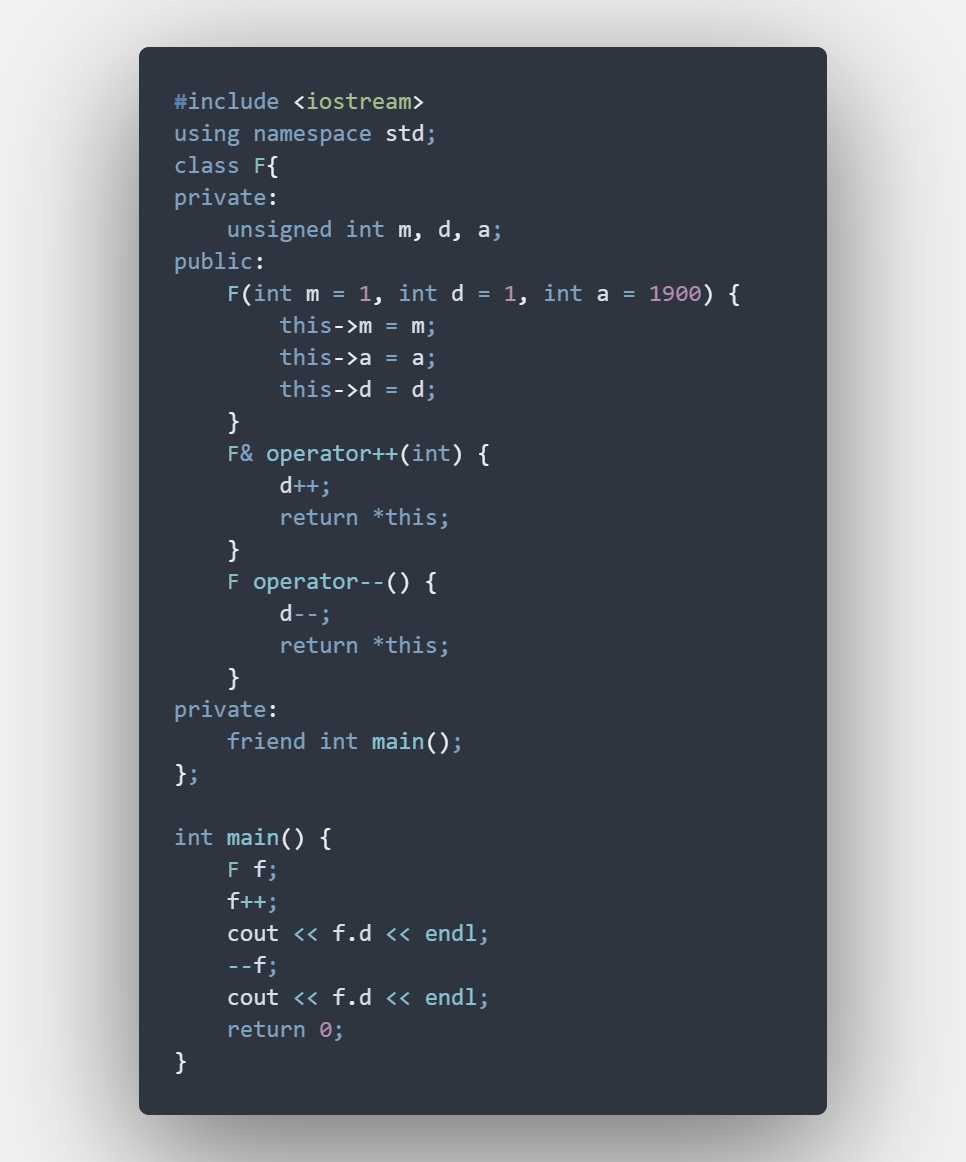 #include <iostream>
using namespace std;
class F{
private:
    unsigned int m, d, a;
public:
    F(int m = 1, int d = 1, int a = 1900) {
        this->m = m;
        this->a = a;
        this->d = d;
    }
    F& operator++(int) {
        d++;
        return *this;
    }
    F operator--() {
        d--;
        return *this;
    }
private:
    friend int main();
};

int main() {
    F f;
    f++;
    cout << f.d << endl;
    --f;
    cout << f.d << endl;
    return 0;
}